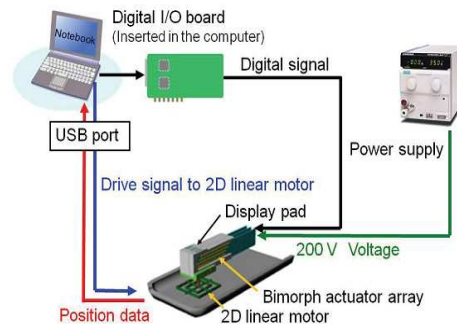 Digital I/O board
(Inserted in the computer)
Notebook
Digital signal
USB port
Power supply
Drive signal to 2D linear motor
Display pad
200 V Voltage
Bimorph actuator array
2D linear motor
Position data